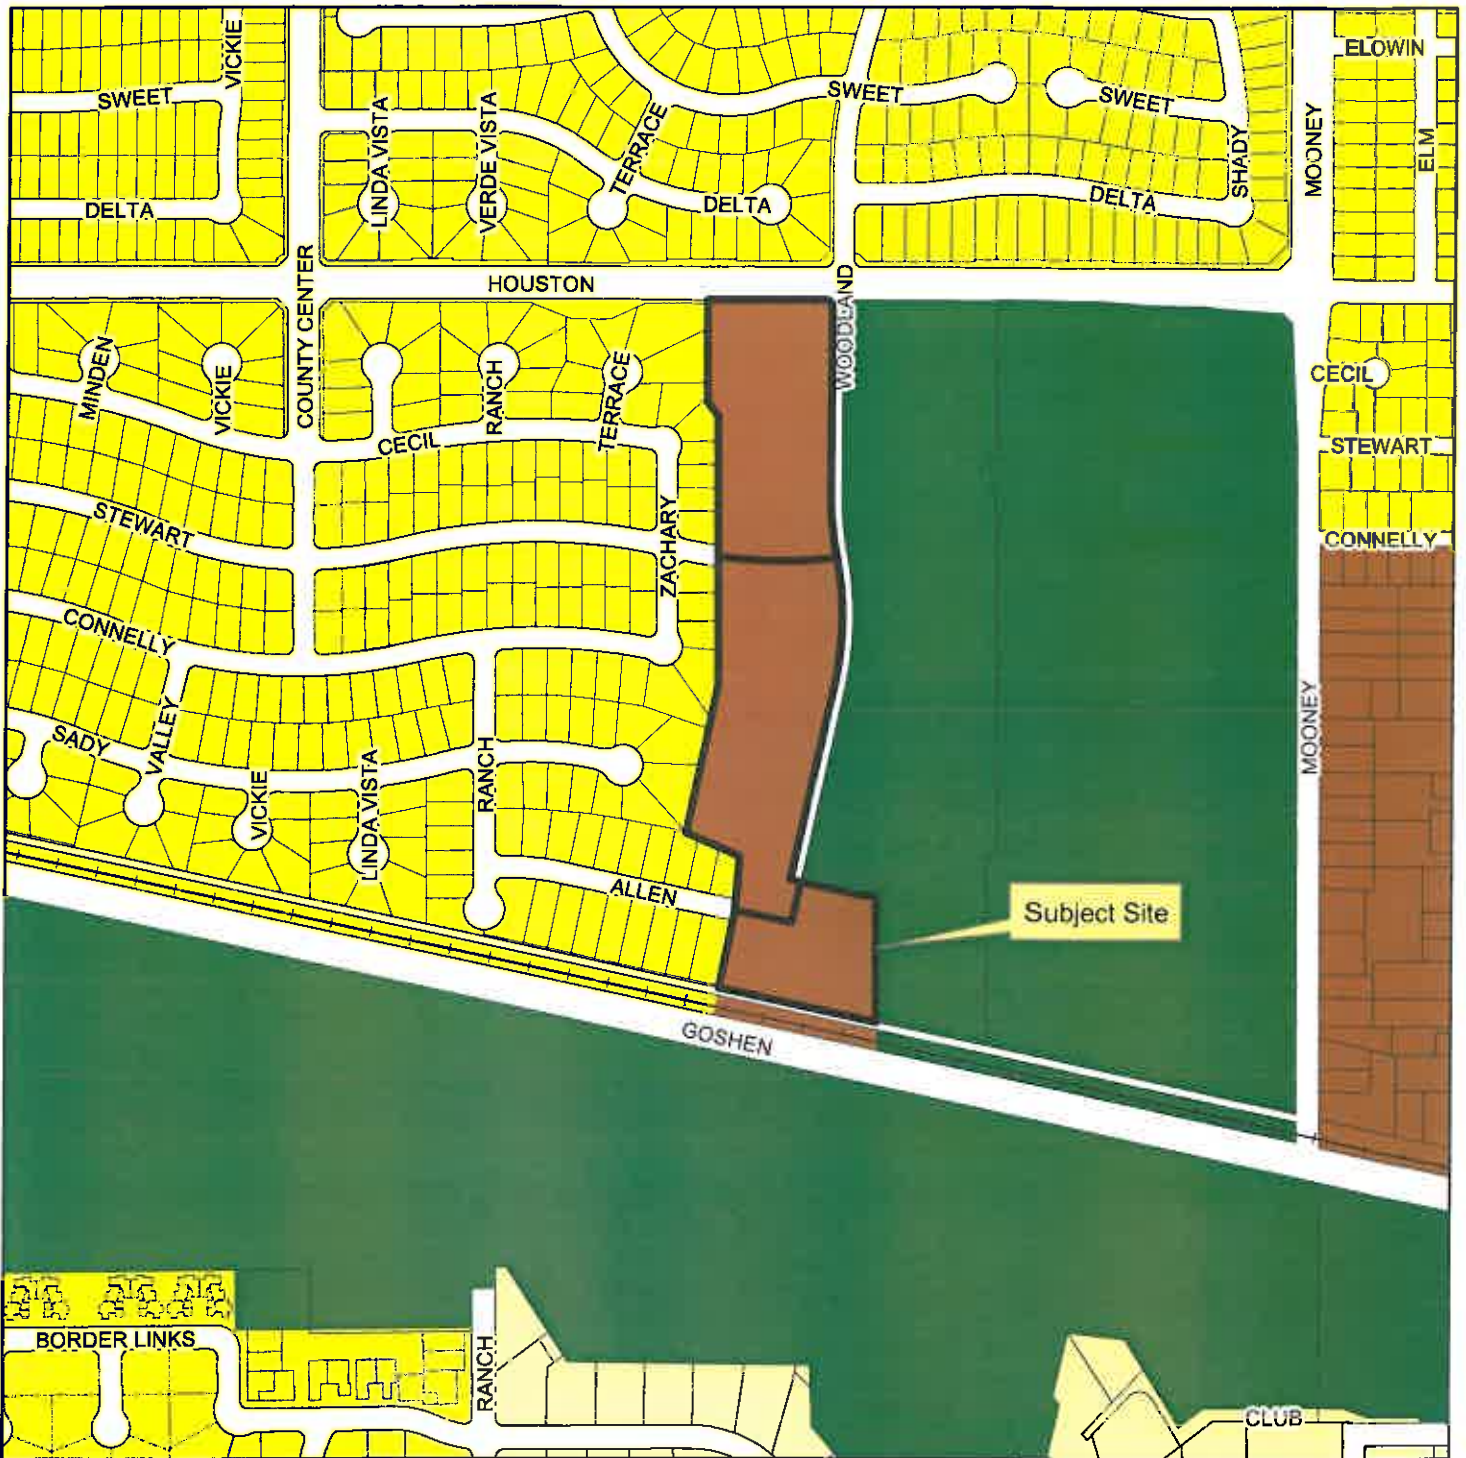 VICKIE
ELOWIN
SWEET
SWEET
SWEET
LINDA VISTA
VERDE VISTA
TERRACE
SHADY
MOONEY
ELM
DELTA
DELTA
DELTA
COUNTY CENTER
HOUSTON
WOODLAND
MINDEN
VICKIE
RANCH
TERRACE
CECIL
CECIL
STEWART
STEWART
ZACHARY
CONNELLY
CONNELLY
SADY
VALLEY
VICKIE
LINDA VISTA
RANCH
MOONEY
ALLEN
Subject Site
GOSHEN
BORDER LINKS
RANCH
CLUB